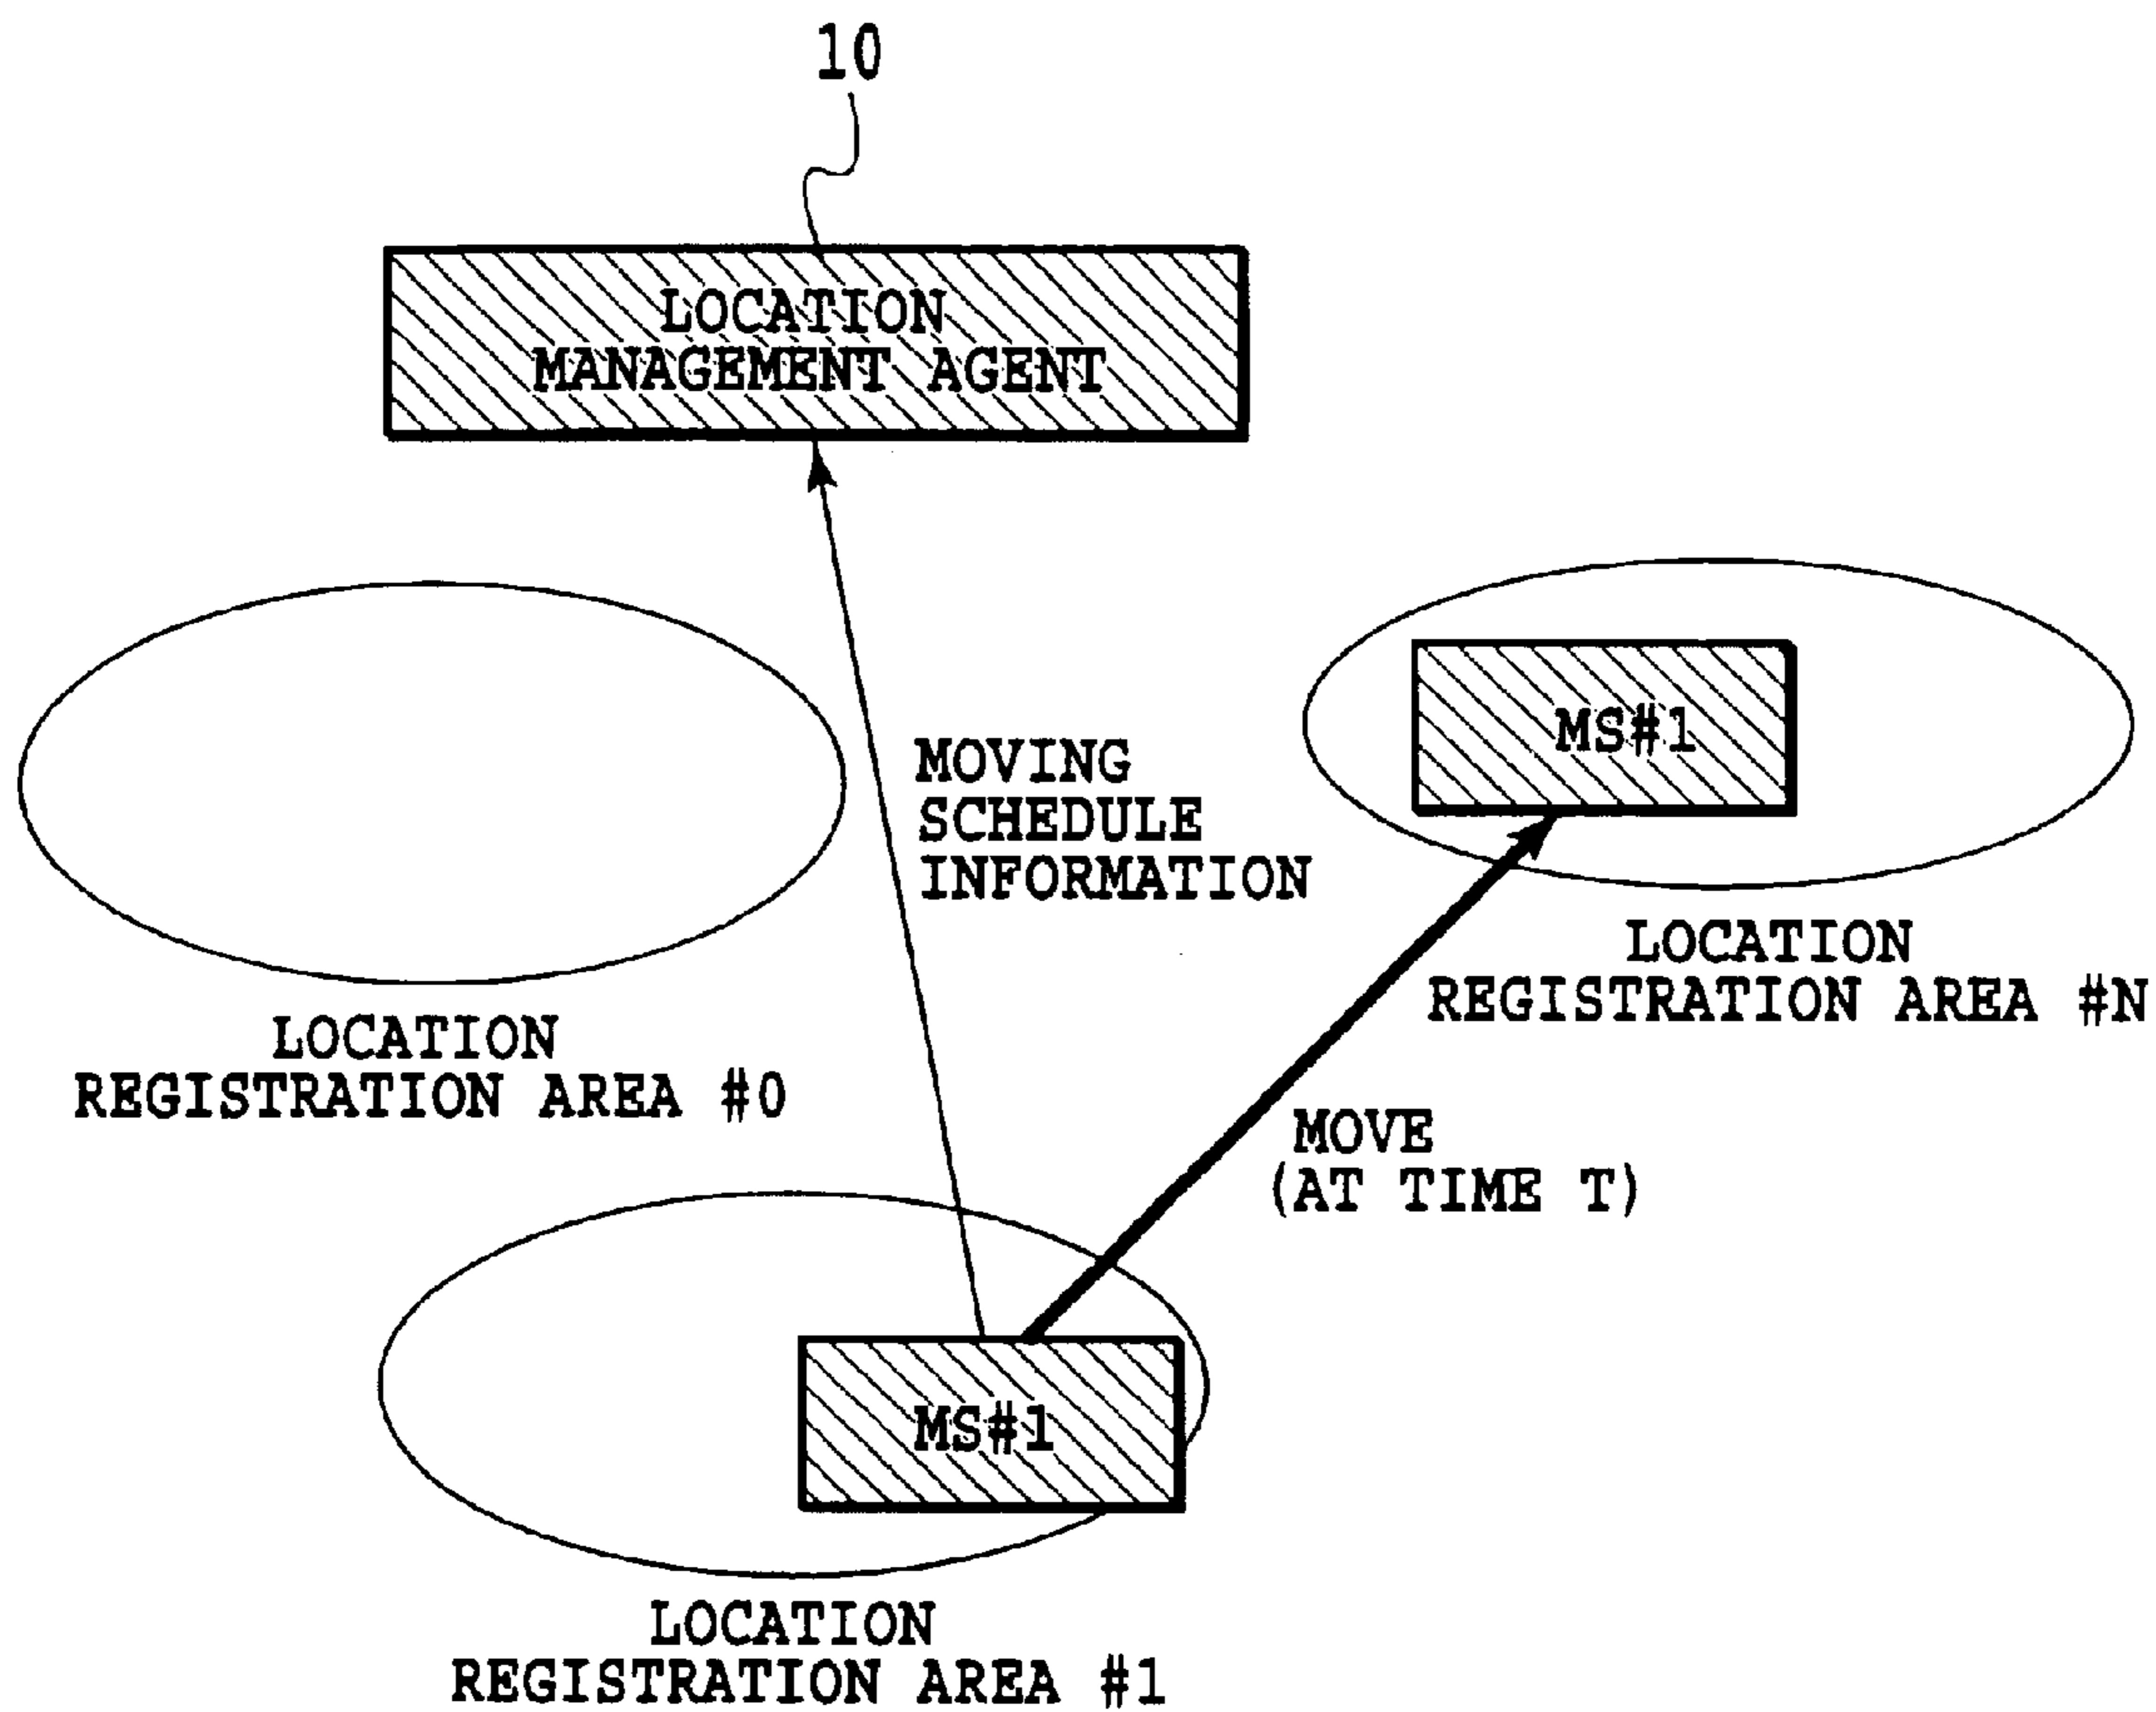 10
LOCATION
MANAGEMENT AGENT
MOVING
SCHEDULE
INFORMATION
MS#1
LOCATION
REGISTRATION AREA #N
LOCATION
REGISTRATION AREA #0
MOVE
(AT TIME T)
MS#1
LOCATION
REGISTRATION AREA #1